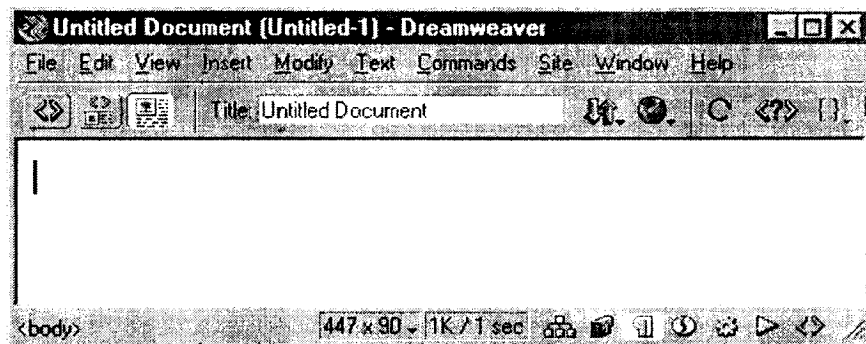 Untitled Document (Untitled-1) - Dreamweaver
File Edit View Insert Modify Text Commands Site Window Help
Title: Untitled Document
<body> 447 x 90 1K / 1 sec